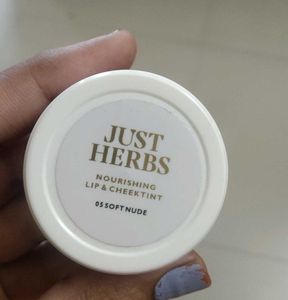 JUST
HERBS
NOURISHING
LIP & CHEEKTINT
05 SOFT NUDE